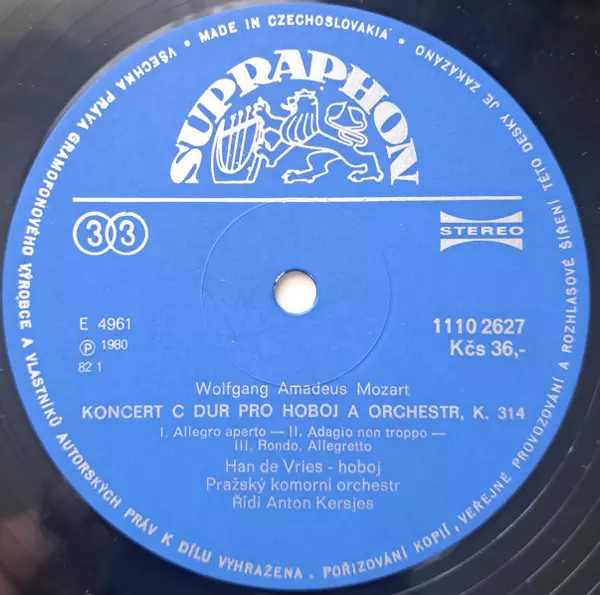 VŠECHNA PRÁVA GRAMOFONOVÉHO VÝROBCE A VLASTNÍKŮ AUTORSKÝCH PRÁV K DÍLU VYHRAŽENA. POŘIZOVÁNÍ KOPIÍ, VEŘEJNÉ PROVOZOVÁNÍ A ROZHLASOVÉ ŠÍŘENÍ TÉTO DESKY JE ZAKÁZÁNO
• MADE IN CZECHOSLOVAKIA •
SUPRAPHON
33
STEREO
E 4961
Ⓟ 1980
82 1
1110 2627
Kčs 36,-
Wolfgang Amadeus Mozart
KONCERT C DUR PRO HOBOJ A ORCHESTR, K. 314
I. Allegro aperto — II. Adagio non troppo —
III. Rondo. Allegretto
Han de Vries - hoboj
Pražský komorní orchestr
Řídí Anton Kersjes